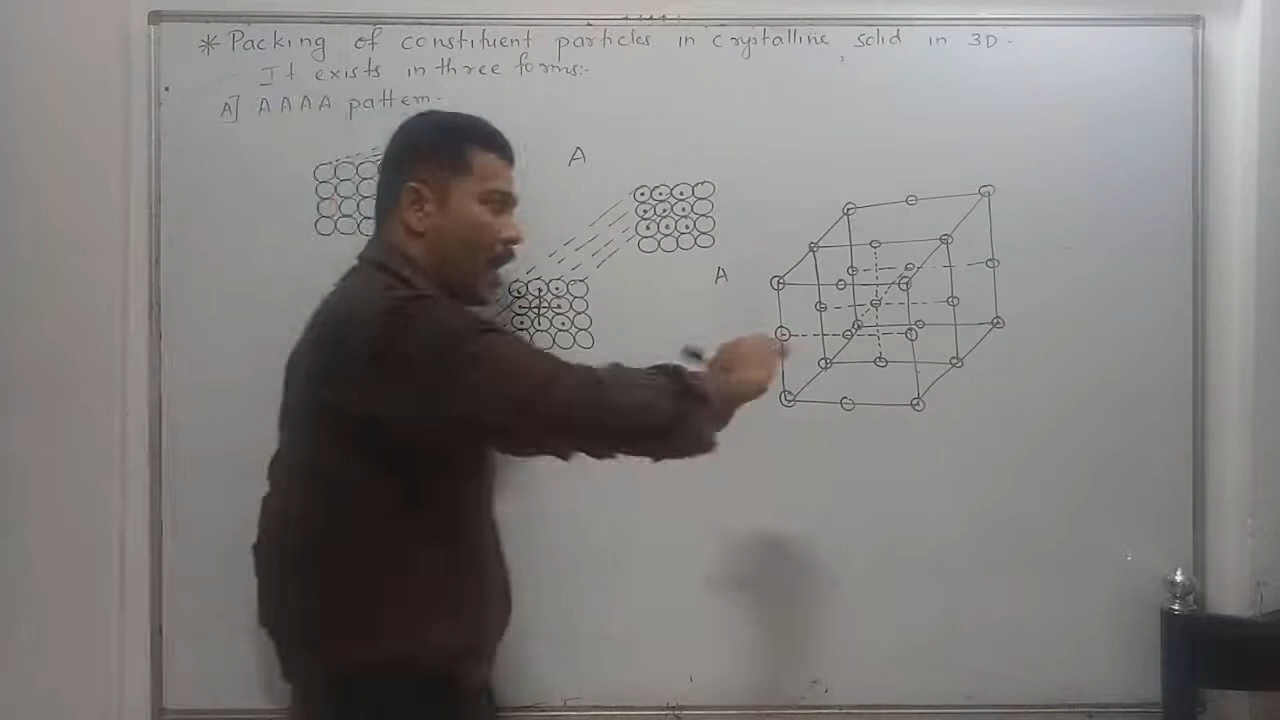 * Packing of constituent particles in crystalline, solid in 3D -
It exists in three forms:-
A] AAAA pattern-
A
A